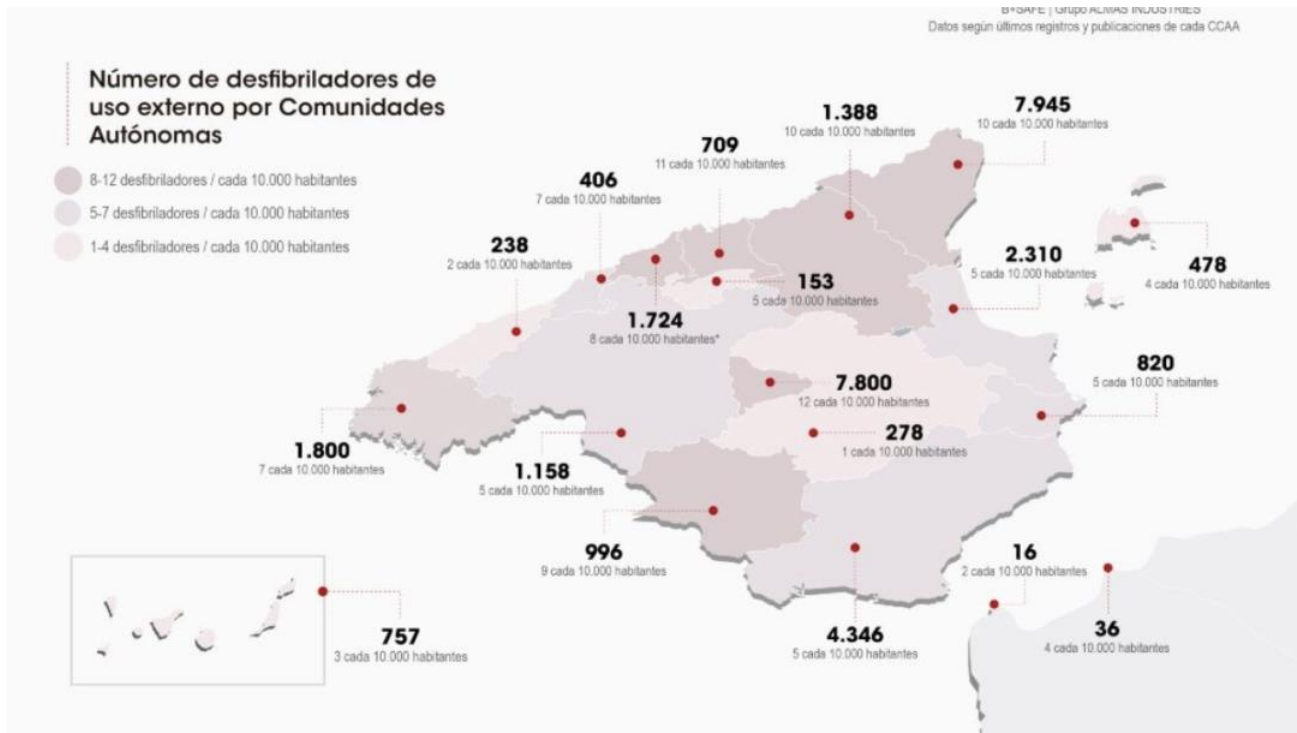 B+SAFE | Grupo ALMAS INDUSTRIES
Datos según últimos registros y publicaciones de cada CCAA
Número de desfibriladores de
uso externo por Comunidades
Autónomas
8-12 desfibriladores / cada 10.000 habitantes
5-7 desfibriladores / cada 10.000 habitantes
1-4 desfibriladores / cada 10.000 habitantes
7.945
10 cada 10.000 habitantes
1.388
10 cada 10.000 habitantes
709
11 cada 10.000 habitantes
406
7 cada 10.000 habitantes
238
2 cada 10.000 habitantes
2.310
5 cada 10.000 habitantes
478
4 cada 10.000 habitantes
153
5 cada 10.000 habitantes
1.724
8 cada 10.000 habitantes*
820
5 cada 10.000 habitantes
7.800
12 cada 10.000 habitantes
278
1 cada 10.000 habitantes
1.800
7 cada 10.000 habitantes
1.158
5 cada 10.000 habitantes
996
9 cada 10.000 habitantes
16
2 cada 10.000 habitantes
757
3 cada 10.000 habitantes
4.346
5 cada 10.000 habitantes
36
4 cada 10.000 habitantes